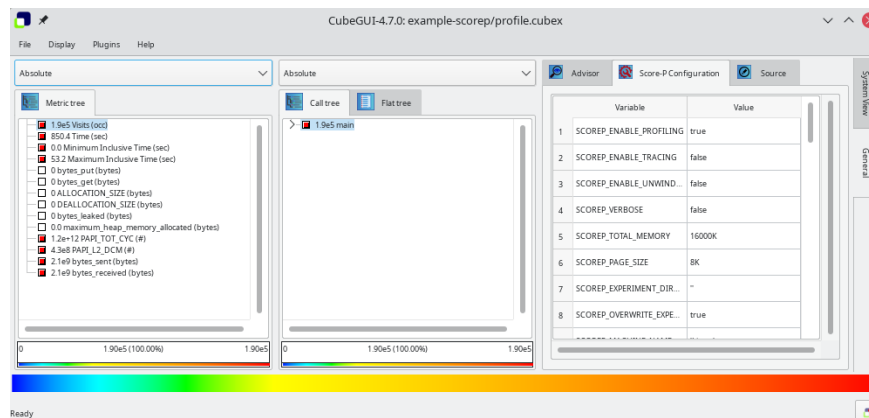 CubeGUI-4.7.0: example-scorep/profile.cubex
File Display Plugins Help
Absolute
Absolute
Advisor Score-P Configuration Source
Metric tree
Call tree Flat tree
1.9e5 Visits (occ)
850.4 Time (sec)
0.0 Minimum Inclusive Time (sec)
53.2 Maximum Inclusive Time (sec)
0 bytes_put (bytes)
0 bytes_get (bytes)
0 ALLOCATION_SIZE (bytes)
0 DEALLOCATION_SIZE (bytes)
0 bytes_leaked (bytes)
0.0 maximum_heap_memory_allocated (bytes)
1.2e+12 PAPI_TOT_CYC (#)
4.3e8 PAPI_L2_DCM (#)
2.1e9 bytes_sent (bytes)
2.1e9 bytes_received (bytes)
1.9e5 main
Variable Value
1 SCOREP_ENABLE_PROFILING true
2 SCOREP_ENABLE_TRACING false
3 SCOREP_ENABLE_UNWIND... false
4 SCOREP_VERBOSE false
5 SCOREP_TOTAL_MEMORY 16000K
6 SCOREP_PAGE_SIZE 8K
7 SCOREP_EXPERIMENT_DIR... "
8 SCOREP_OVERWRITE_EXPE... true
System View
General
0 1.90e5 (100.00%) 1.90e5
0 1.90e5 (100.00%) 1.90e5
Ready